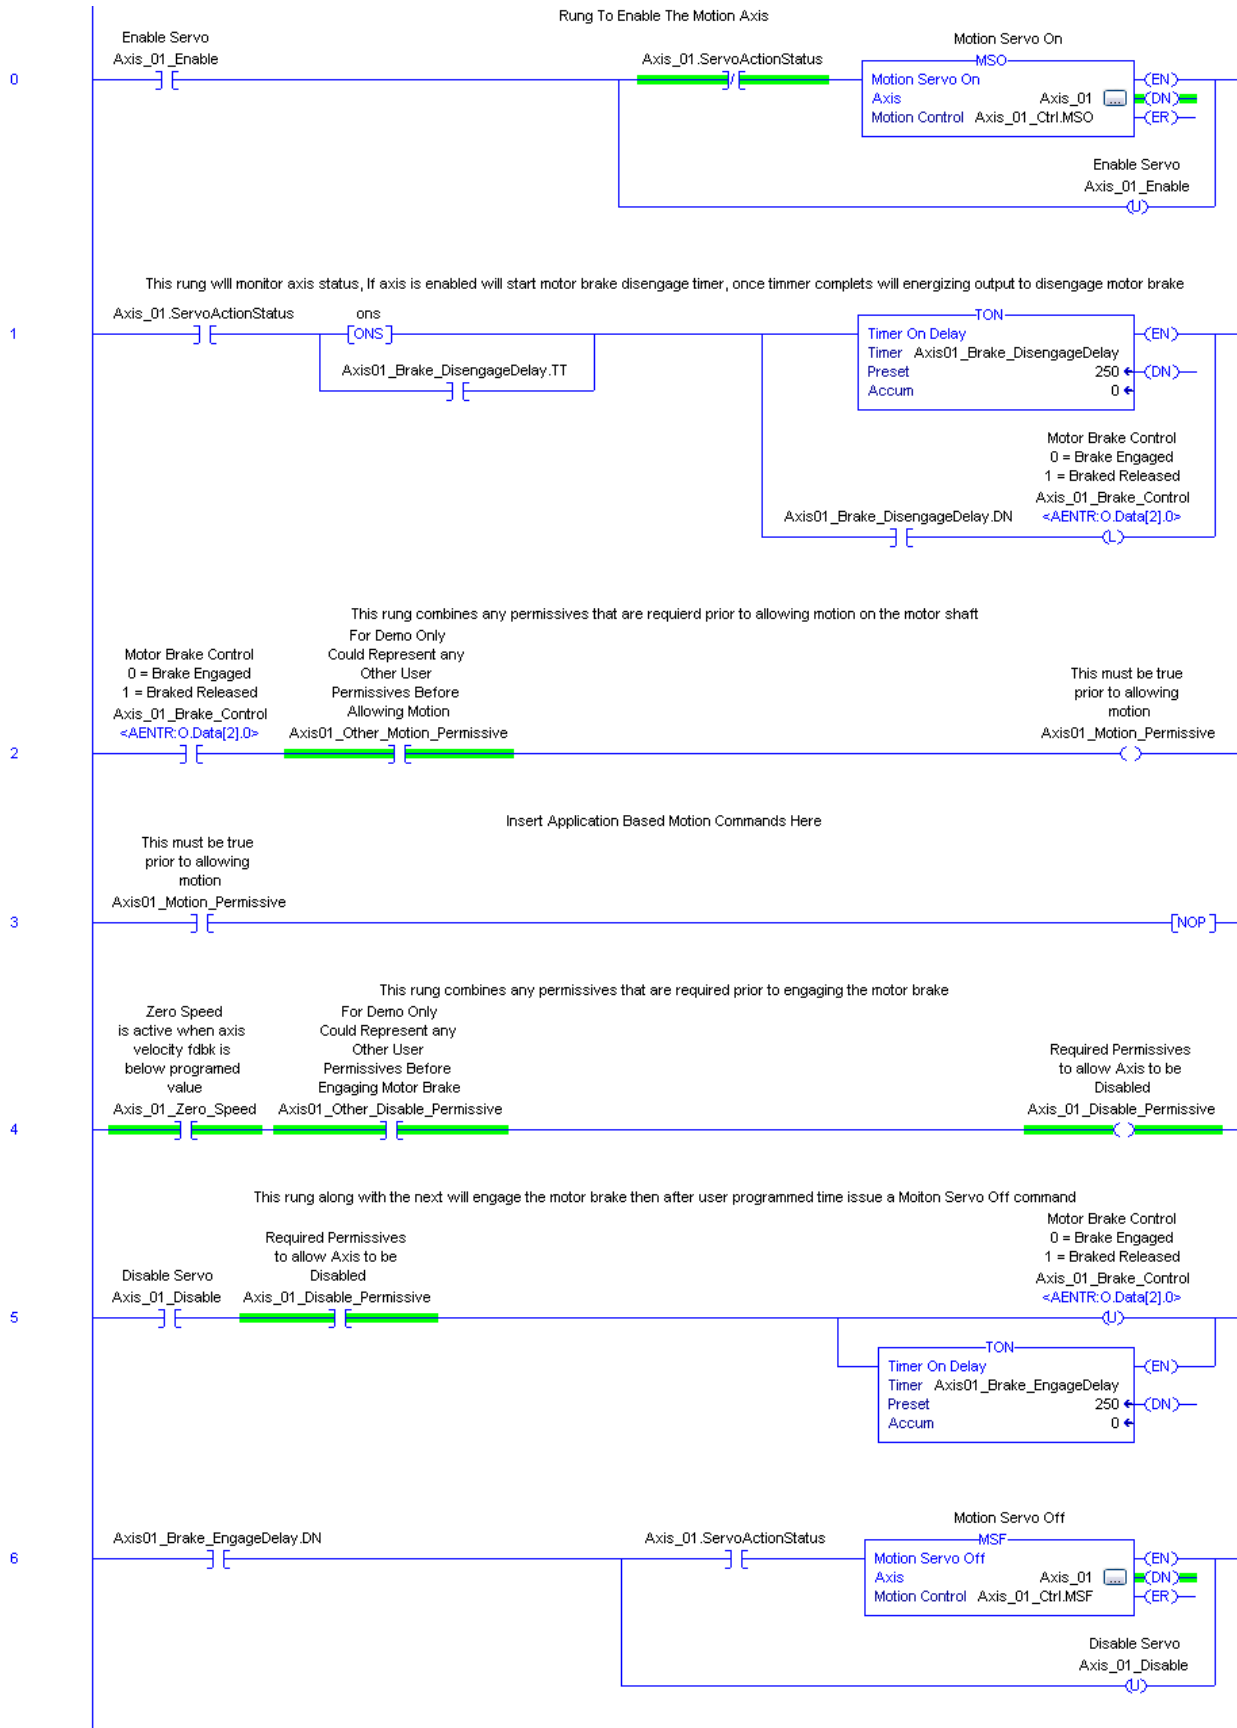 Rung To Enable The Motion Axis
Enable Servo
Axis_01_Enable
Axis_01.ServoActionStatus
Motion Servo On
0
MSO
Motion Servo On
Axis Axis_01 ...
Motion Control Axis_01_Ctrl.MSO
EN
DN
ER
Enable Servo
Axis_01_Enable
U
This rung wlll monitor axis status, If axis is enabled will start motor brake disengage timer, once timmer complets will energizing output to disengage motor brake
1
Axis_01.ServoActionStatus
ons
ONS
Axis01_Brake_DisengageDelay.TT
TON
Timer On Delay
Timer Axis01_Brake_DisengageDelay
Preset 250
Accum 0
EN
DN
Motor Brake Control
0 = Brake Engaged
1 = Braked Released
Axis_01_Brake_Control
<AENTR:O.Data[2].0>
Axis01_Brake_DisengageDelay.DN
L
This rung combines any permissives that are requierd prior to allowing motion on the motor shaft
2
Motor Brake Control
0 = Brake Engaged
1 = Braked Released
Axis_01_Brake_Control
<AENTR:O.Data[2].0>
For Demo Only
Could Represent any
Other User
Permissives Before
Allowing Motion
Axis01_Other_Motion_Permissive
This must be true
prior to allowing
motion
Axis01_Motion_Permissive
Insert Application Based Motion Commands Here
3
This must be true
prior to allowing
motion
Axis01_Motion_Permissive
NOP
This rung combines any permissives that are required prior to engaging the motor brake
4
Zero Speed
is active when axis
velocity fdbk is
below programed
value
Axis_01_Zero_Speed
For Demo Only
Could Represent any
Other User
Permissives Before
Engaging Motor Brake
Axis01_Other_Disable_Permissive
Required Permissives
to allow Axis to be
Disabled
Axis_01_Disable_Permissive
This rung along with the next will engage the motor brake then after user programmed time issue a Moiton Servo Off command
5
Disable Servo
Axis_01_Disable
Required Permissives
to allow Axis to be
Disabled
Axis_01_Disable_Permissive
Motor Brake Control
0 = Brake Engaged
1 = Braked Released
Axis_01_Brake_Control
<AENTR:O.Data[2].0>
U
TON
Timer On Delay
Timer Axis01_Brake_EngageDelay
Preset 250
Accum 0
EN
DN
6
Axis01_Brake_EngageDelay.DN
Axis_01.ServoActionStatus
Motion Servo Off
MSF
Motion Servo Off
Axis Axis_01 ...
Motion Control Axis_01_Ctrl.MSF
EN
DN
ER
Disable Servo
Axis_01_Disable
U